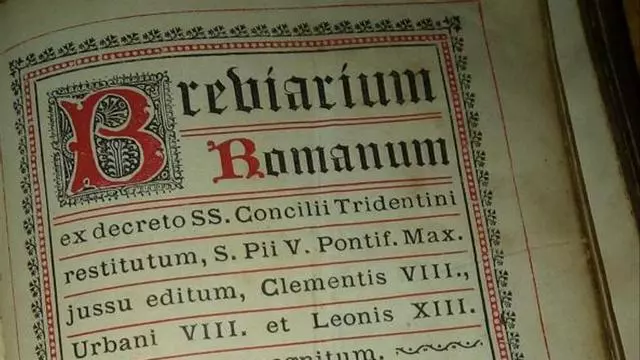 Breviarium
Romanum
ex decreto SS. Concilii Tridentini
restitutum, S. Pii V. Pontif. Max.
jussu editum, Clementis VIII.,
Urbani VIII. et Leonis XIII.